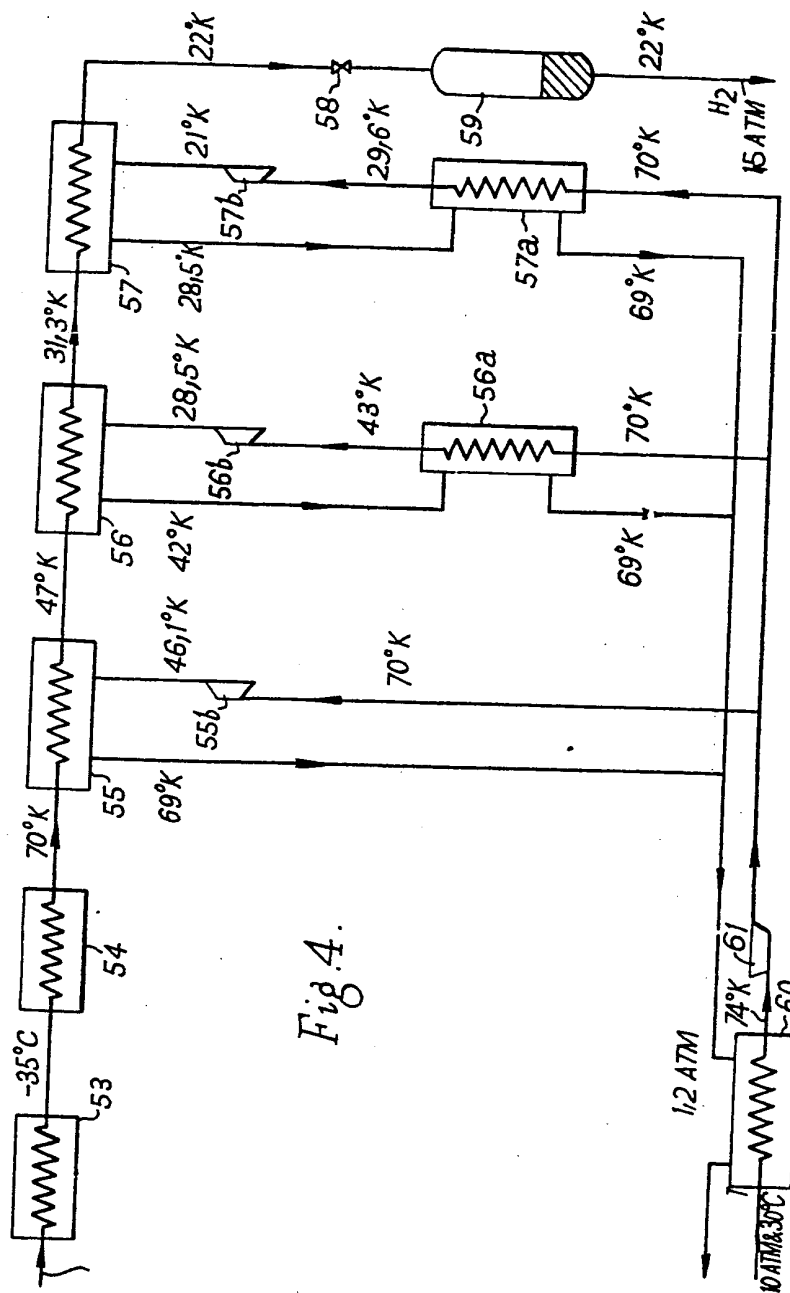 53
-35°C
54
70°K
55
47°K
56
31,3°K
57
22°K
69°K
46,1°K
55b
70°K
42°K
28,5°K
56b
43°K
56a
70°K
69°K
28,5°K
21°K
57b
29,6°K
57a
70°K
69°K
58
59
22°K
H2
15 ATM
Fig. 4.
1,2 ATM
74°K
61
60
10 ATM & 30°C